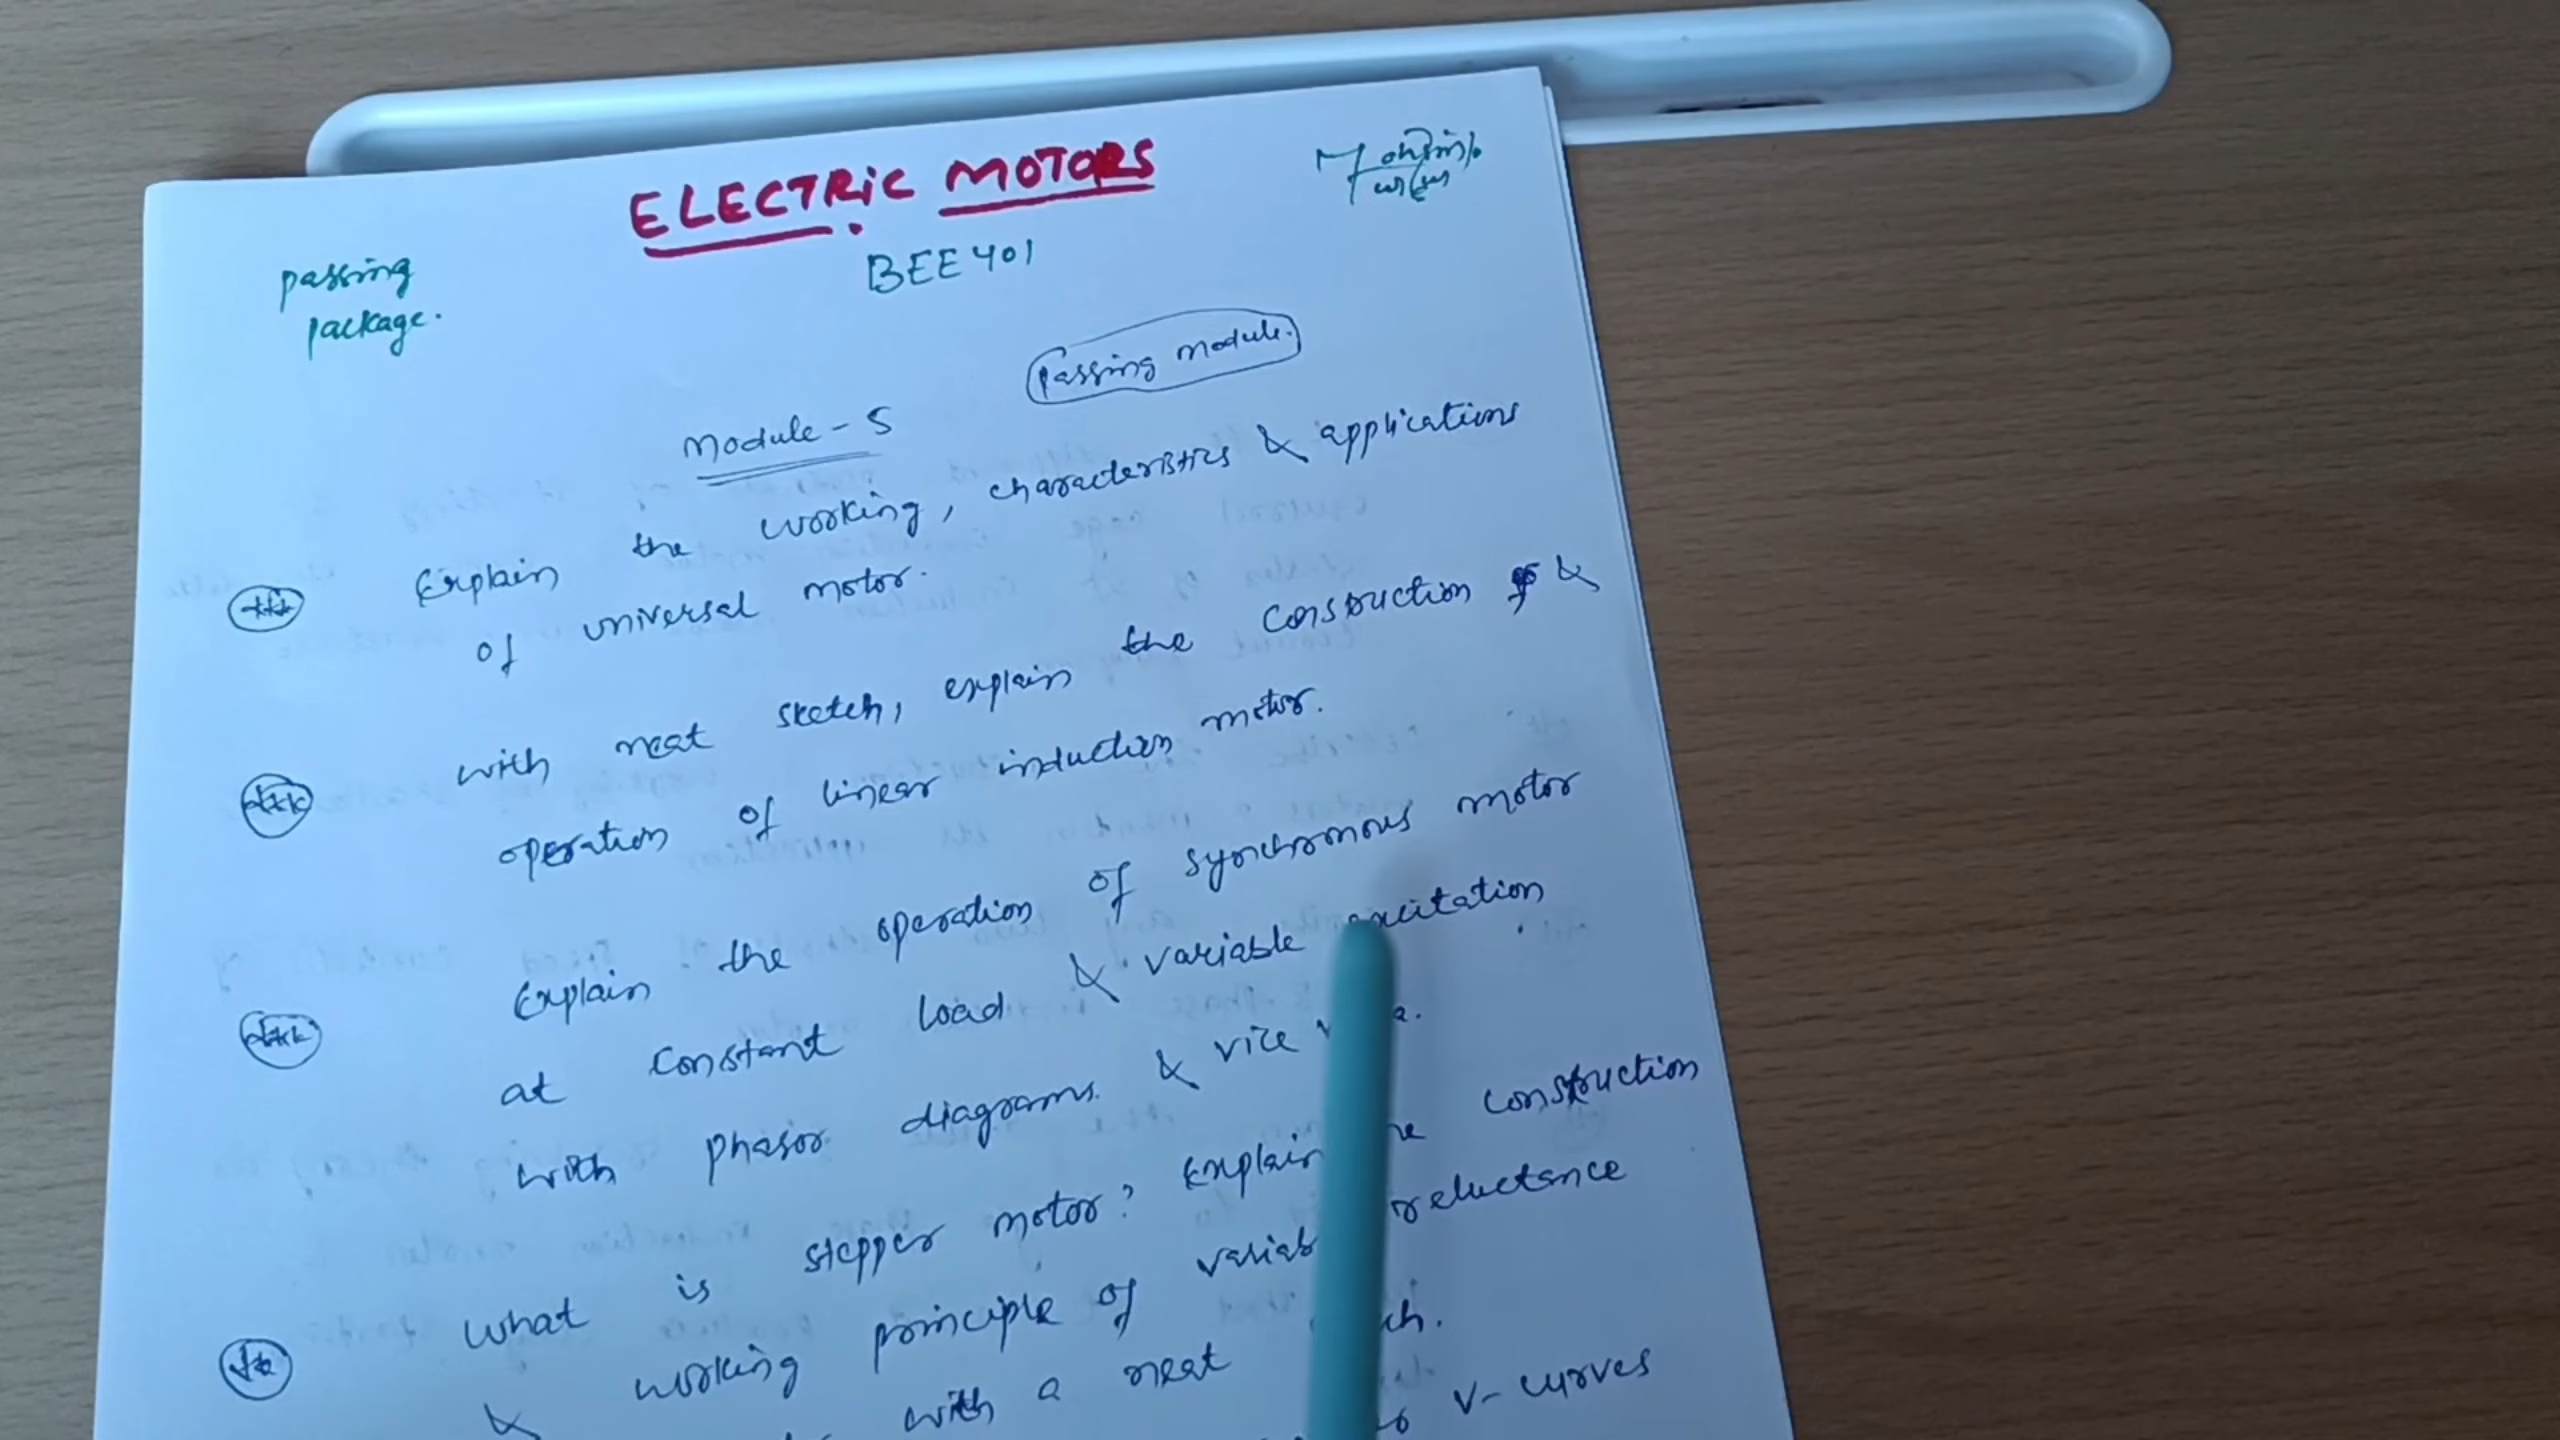 ELECTRIC MOTORS
BEE401
passing
package.
passing module.
Module-5
Explain the working, characteristics & applications
of universal motor.
with neat sketch, explain the construction &
operation of linear induction motor.
Explain the operation of synchronous motor
at constant load & variable excitation
with phasor diagrams. & vice
What is stepper motor? Explain construction
& working principle of reluctance
with a neat
V-curves